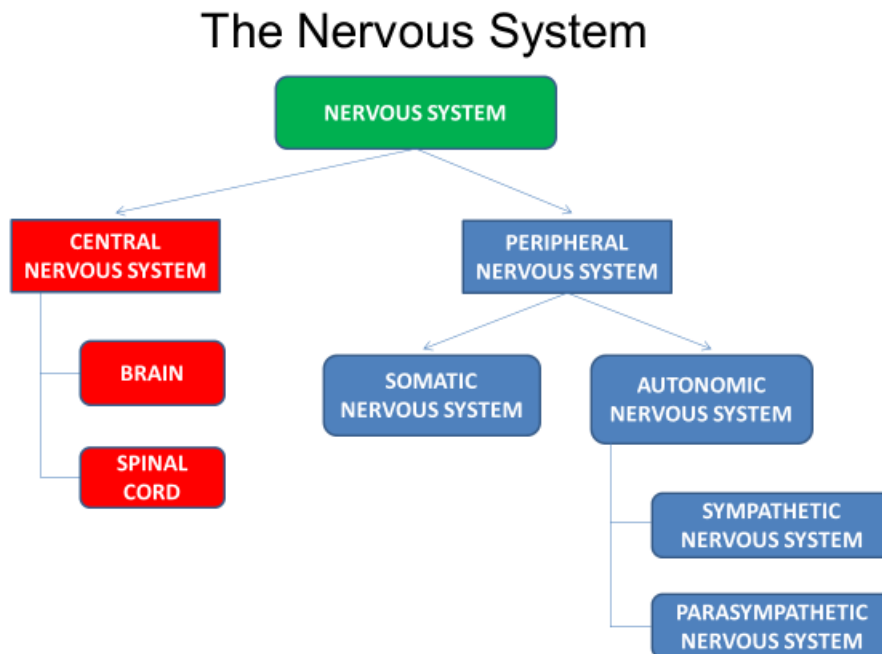 The Nervous System
NERVOUS SYSTEM
CENTRAL
NERVOUS SYSTEM
PERIPHERAL
NERVOUS SYSTEM
BRAIN
SPINAL
CORD
SOMATIC
NERVOUS SYSTEM
AUTONOMIC
NERVOUS SYSTEM
SYMPATHETIC
NERVOUS SYSTEM
PARASYMPATHETIC
NERVOUS SYSTEM